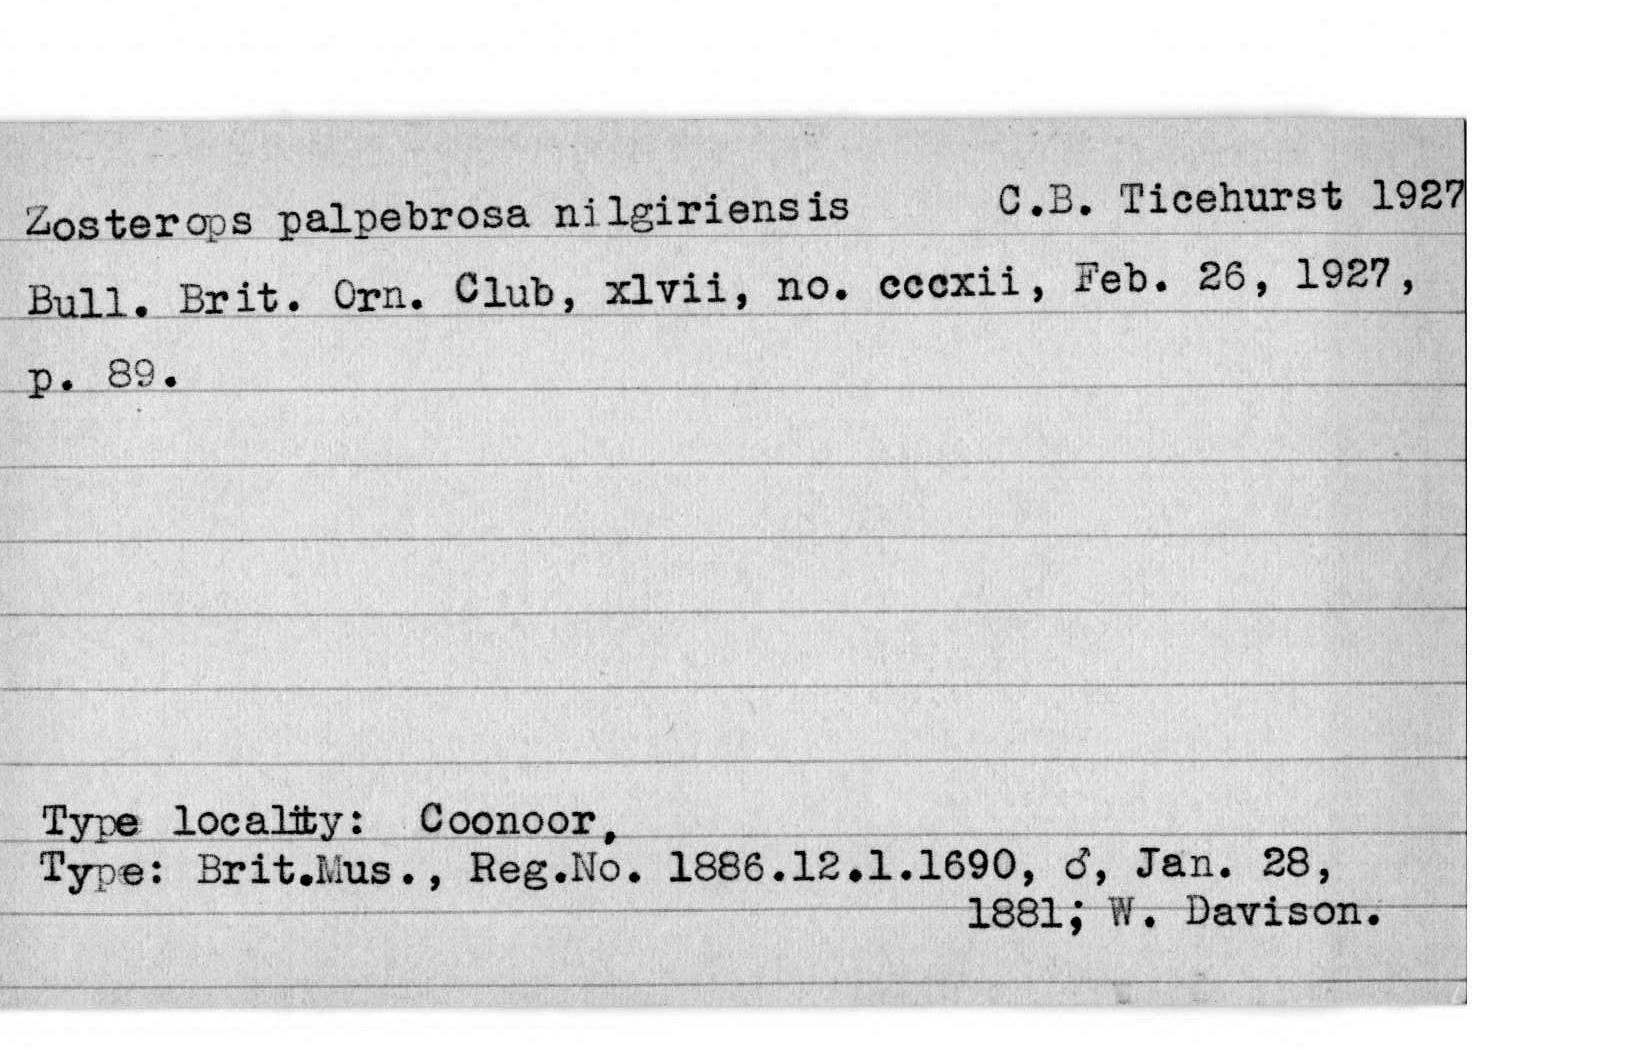 Zosterops palpebrosa nilgiriensis C.B. Ticehurst 1927
Bull. Brit. Orn. Club, xlvii, no. cccxii, Feb. 26, 1927,
p. 89.
Type locality: Coonoor,
Type: Brit.Mus., Reg.No. 1886.12.1.1690, ♂, Jan. 28,
1881; W. Davison.